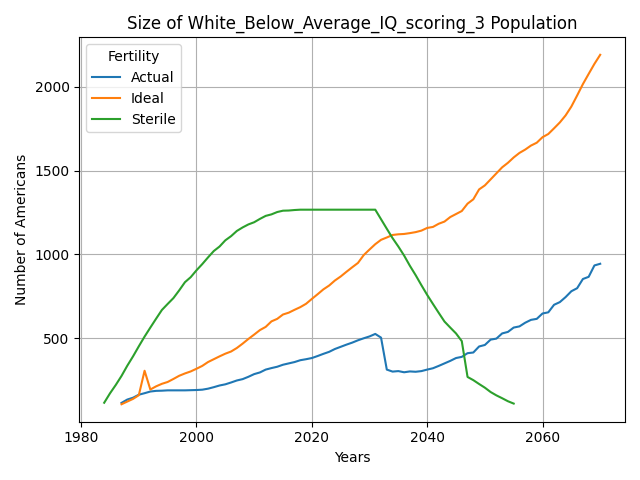 Size of White_Below_Average_IQ_scoring_3 Population
Fertility
Actual
Ideal
Sterile
Number of Americans
2000
1500
1000
500
1980
2000
2020
2040
2060
Years